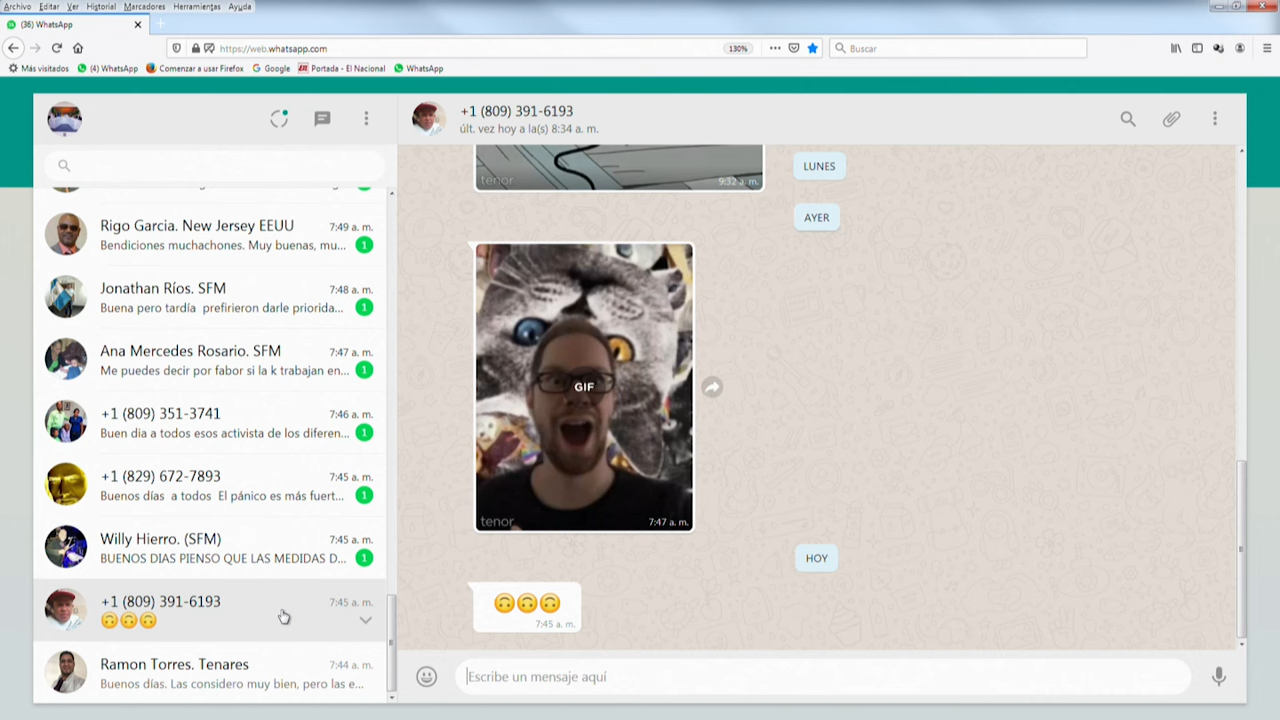 Archivo Editar Ver Historial Marcadores Herramientas Ayuda
(36) WhatsApp
https://web.whatsapp.com
130%
Buscar
Más visitados (4) WhatsApp Comenzar a usar Firefox Google Portada - El Nacional WhatsApp
+1 (809) 391-6193
últ. vez hoy a la(s) 8:34 a. m.
Rigo Garcia. New Jersey EEUU 7:49 a. m.
Bendiciones muchachones. Muy buenas, mu... 1
Jonathan Ríos. SFM 7:48 a. m.
Buena pero tardía prefirieron darle priorida... 1
Ana Mercedes Rosario. SFM 7:47 a. m.
Me puedes decir por fabor si la k trabajan en... 1
+1 (809) 351-3741 7:46 a. m.
Buen dia a todos esos activista de los diferen... 1
+1 (829) 672-7893 7:45 a. m.
Buenos días a todos El pánico es más fuert... 1
Willy Hierro. (SFM) 7:45 a. m.
BUENOS DIAS PIENSO QUE LAS MEDIDAS D... 1
+1 (809) 391-6193 7:45 a. m.
🙃🙃🙃
Ramon Torres. Tenares 7:44 a. m.
Buenos días. Las considero muy bien, pero las e...
tenor 9:32 a. m.
LUNES
AYER
GIF
tenor 7:47 a. m.
HOY
🙃🙃🙃
7:45 a. m.
Escribe un mensaje aquí